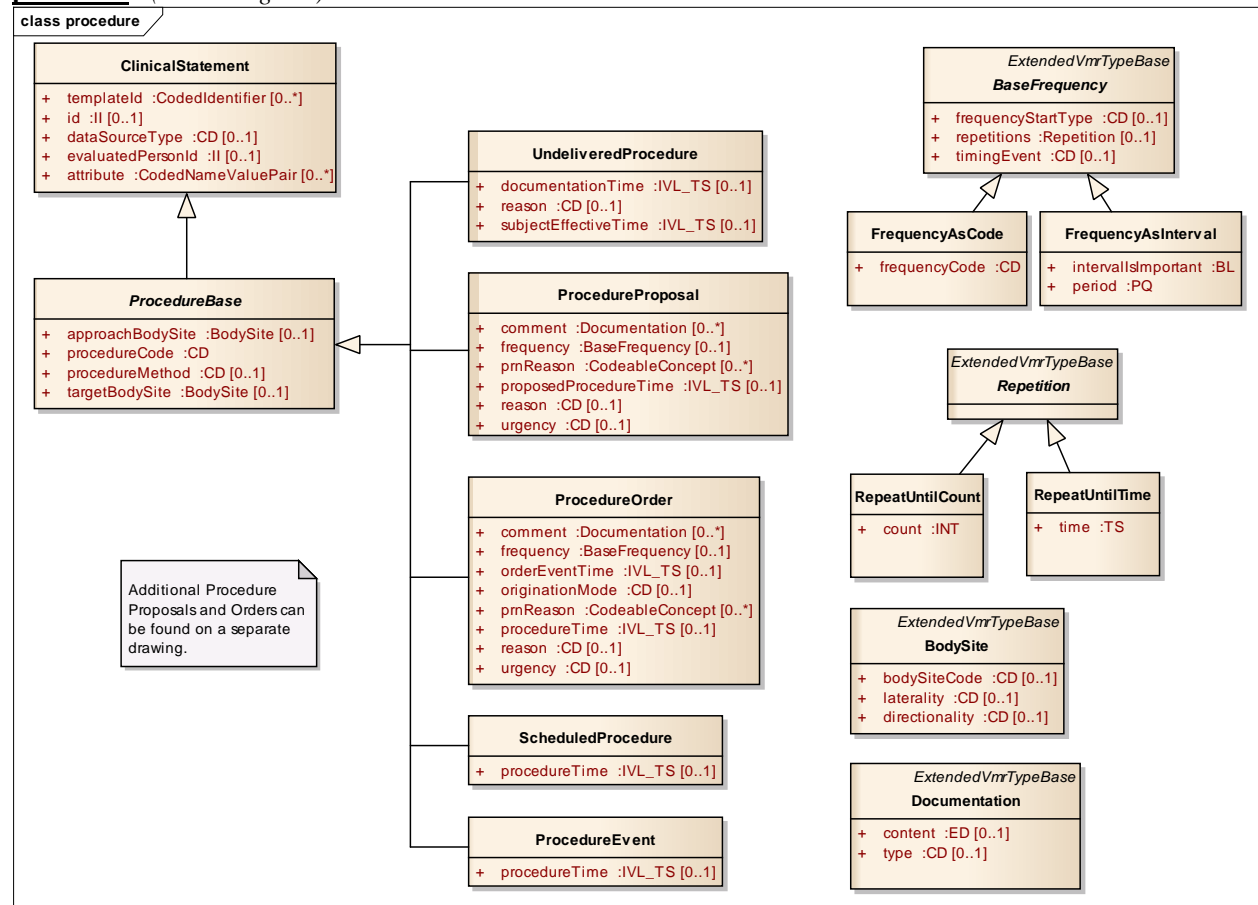 class procedure
ClinicalStatement
+ templateId :CodedIdentifier [0..*]
+ id :II [0..1]
+ dataSourceType :CD [0..1]
+ evaluatedPersonId :II [0..1]
+ attribute :CodedNameValuePair [0..*]
ProcedureBase
+ approachBodySite :BodySite [0..1]
+ procedureCode :CD
+ procedureMethod :CD [0..1]
+ targetBodySite :BodySite [0..1]
Additional Procedure
Proposals and Orders can
be found on a separate
drawing.
UndeliveredProcedure
+ documentationTime :IVL_TS [0..1]
+ reason :CD [0..1]
+ subjectEffectiveTime :IVL_TS [0..1]
ProcedureProposal
+ comment :Documentation [0..*]
+ frequency :BaseFrequency [0..1]
+ prnReason :CodeableConcept [0..*]
+ proposedProcedureTime :IVL_TS [0..1]
+ reason :CD [0..1]
+ urgency :CD [0..1]
ProcedureOrder
+ comment :Documentation [0..*]
+ frequency :BaseFrequency [0..1]
+ orderEventTime :IVL_TS [0..1]
+ originationMode :CD [0..1]
+ prnReason :CodeableConcept [0..*]
+ procedureTime :IVL_TS [0..1]
+ reason :CD [0..1]
+ urgency :CD [0..1]
ScheduledProcedure
+ procedureTime :IVL_TS [0..1]
ProcedureEvent
+ procedureTime :IVL_TS [0..1]
ExtendedVmrTypeBase
BaseFrequency
+ frequencyStartType :CD [0..1]
+ repetitions :Repetition [0..1]
+ timingEvent :CD [0..1]
FrequencyAsCode
+ frequencyCode :CD
FrequencyAsInterval
+ intervalIsImportant :BL
+ period :PQ
ExtendedVmrTypeBase
Repetition
RepeatUntilCount
+ count :INT
RepeatUntilTime
+ time :TS
ExtendedVmrTypeBase
BodySite
+ bodySiteCode :CD [0..1]
+ laterality :CD [0..1]
+ directionality :CD [0..1]
ExtendedVmrTypeBase
Documentation
+ content :ED [0..1]
+ type :CD [0..1]